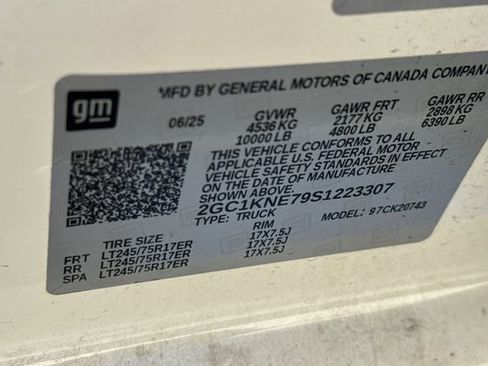 gm
MFD BY GENERAL MOTORS OF CANADA COMPANY
06/25 GVWR GAWR FRT GAWR RR
4536 KG 2177 KG 2898 KG
10000 LB 4800 LB 6390 LB
THIS VEHICLE CONFORMS TO ALL
APPLICABLE U.S. FEDERAL MOTOR
VEHICLE SAFETY STANDARDS IN EFFECT
ON THE DATE OF MANUFACTURE
SHOWN ABOVE.
2GC1KNE79S1223307
TYPE: TRUCK MODEL: 97CK20743
TIRE SIZE RIM
FRT LT245/75R17ER 17X7.5J
RR LT245/75R17ER 17X7.5J
SPA LT245/75R17ER 17X7.5J